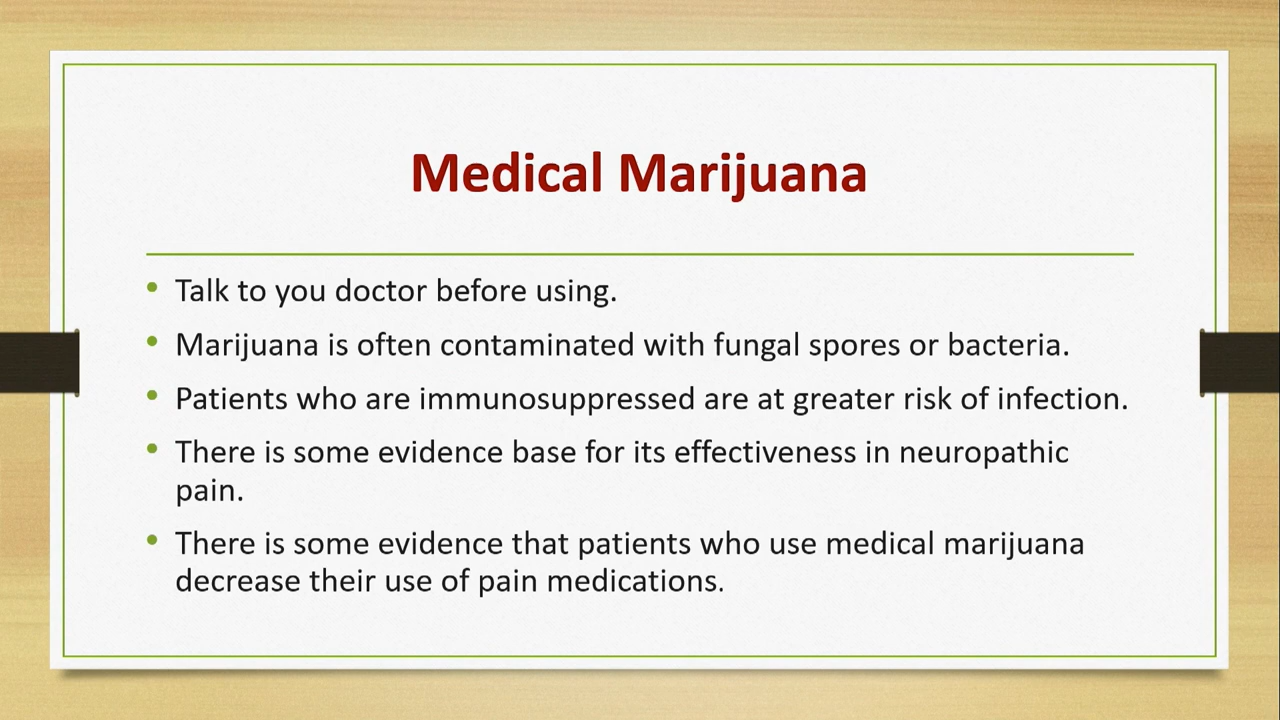 Medical Marijuana
• Talk to you doctor before using.
• Marijuana is often contaminated with fungal spores or bacteria.
• Patients who are immunosuppressed are at greater risk of infection.
• There is some evidence base for its effectiveness in neuropathic
pain.
• There is some evidence that patients who use medical marijuana
decrease their use of pain medications.